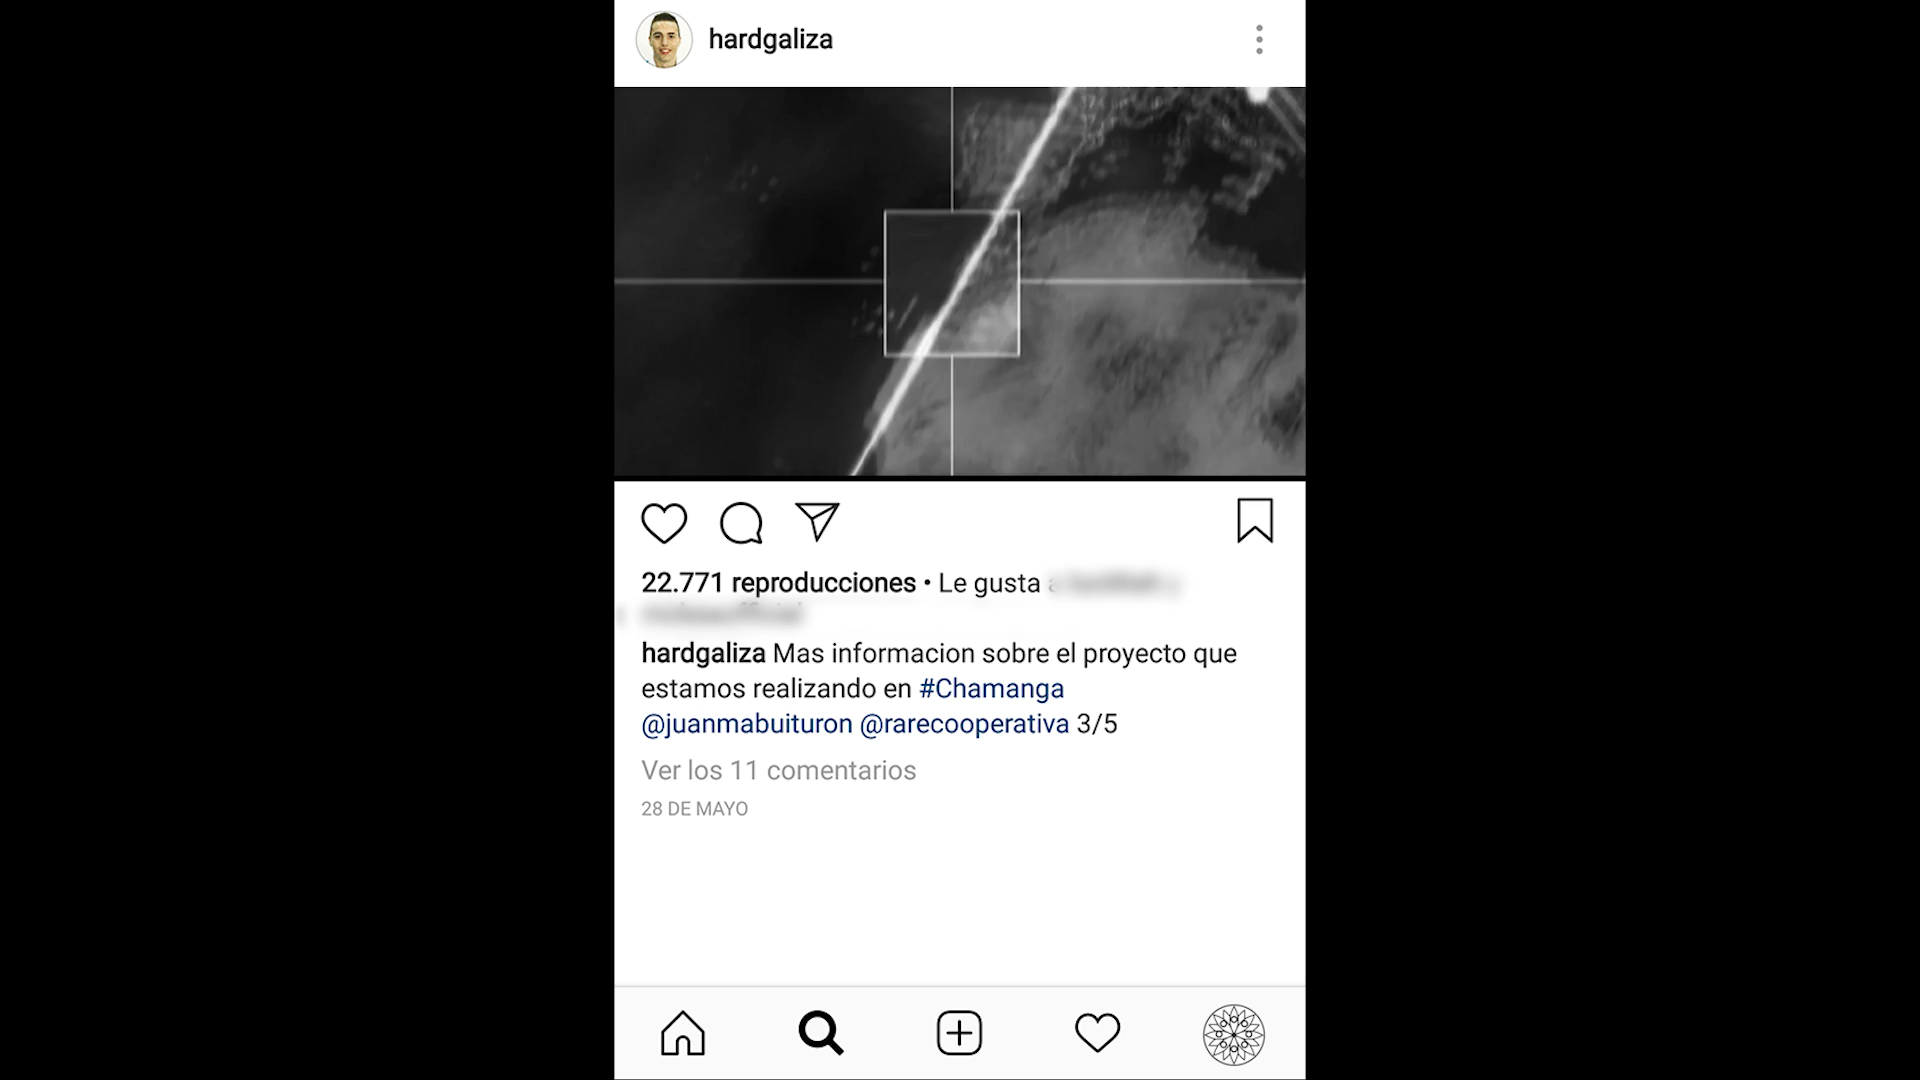 hardgaliza
22.771 reproducciones • Le gusta
hardgaliza Mas informacion sobre el proyecto que
estamos realizando en #Chamanga
@juanmabuituron @rarecooperativa 3/5
Ver los 11 comentarios
28 DE MAYO